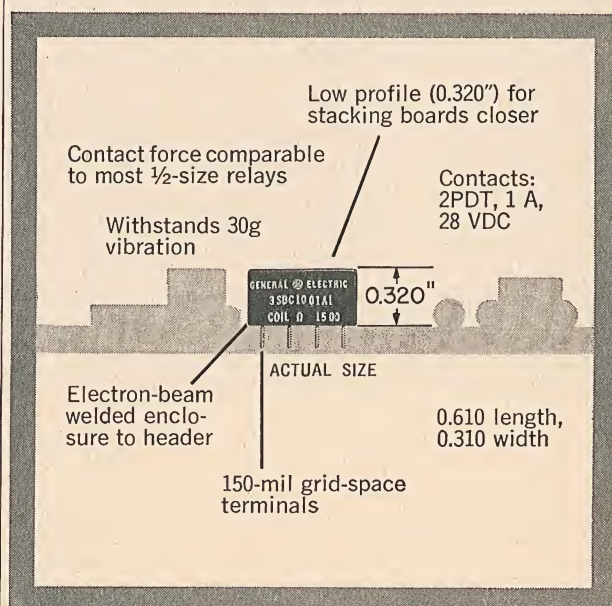 Low profile (0.320") for
stacking boards closer
Contact force comparable
to most ½-size relays
Contacts:
2PDT, 1 A,
28 VDC
Withstands 30g
vibration
GENERAL ELECTRIC
3SBC1001A1
COIL Ω 1500
0.320"
ACTUAL SIZE
Electron-beam
welded enclo-
sure to header
0.610 length,
0.310 width
150-mil grid-space
terminals